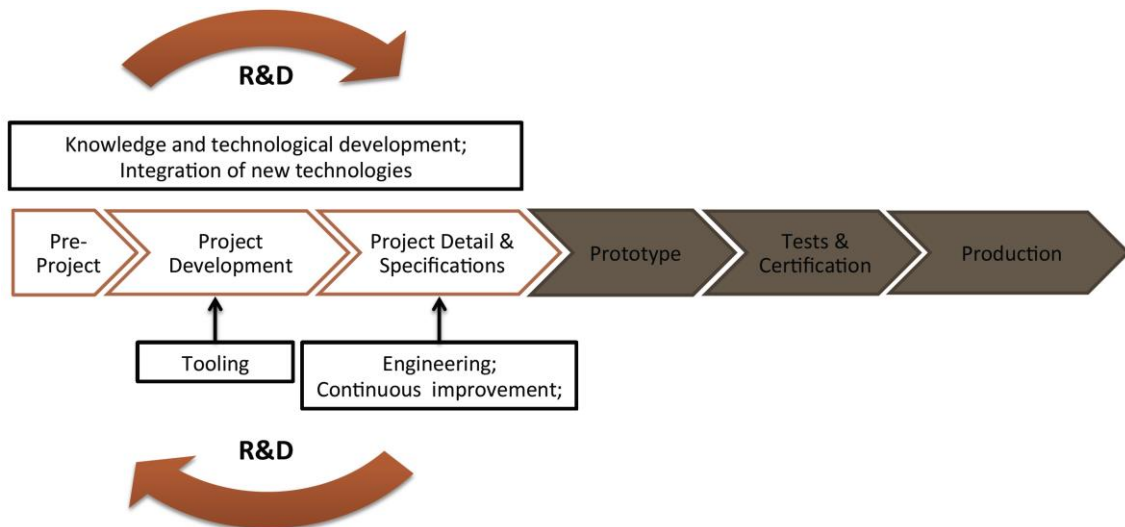 R&D
Knowledge and technological development;
Integration of new technologies
Pre-
Project
Project
Development
Project Detail &
Specifications
Prototype
Tests &
Certification
Production
Tooling
Engineering;
Continuous improvement;
R&D